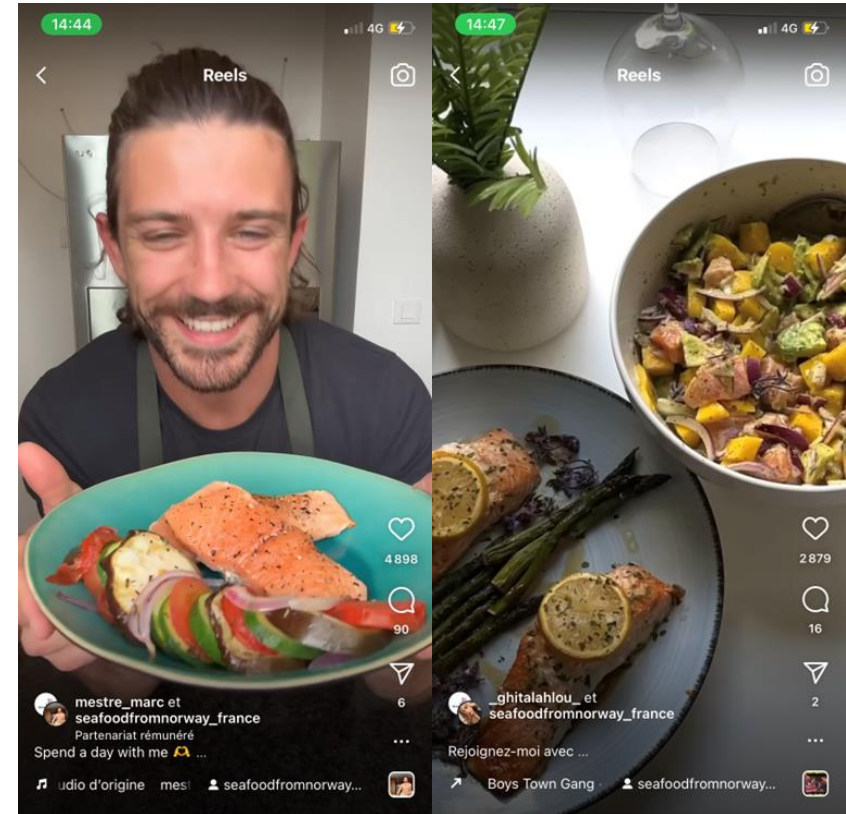 14:44
4G
Reels
4 898
90
6
mestre_marc et
seafoodfromnorway_france
Partenariat rémunéré
Spend a day with me 🫶 ...
udio d'origine mes
seafoodfromnorway...
14:47
4G
Reels
2 879
16
2
_ghitalahlou_ et
seafoodfromnorway_france
Rejoignez-moi avec ...
Boys Town Gang ·
seafoodfromnorway...